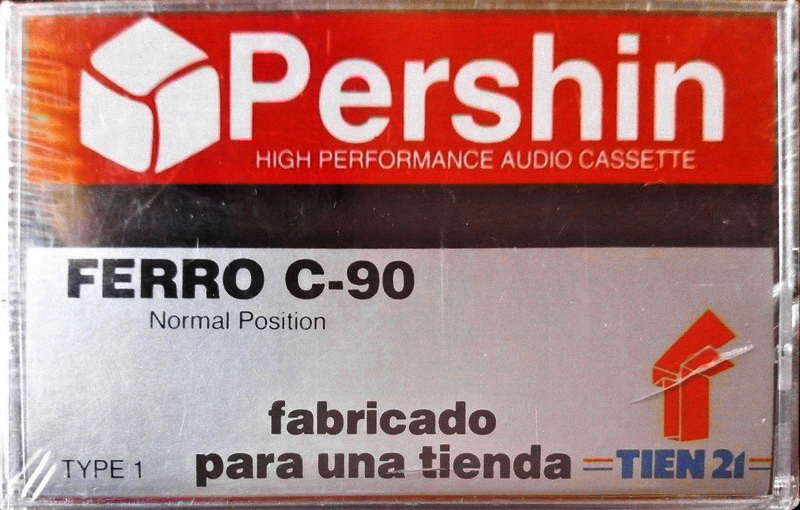 Pershin
HIGH PERFORMANCE AUDIO CASSETTE
FERRO C-90
Normal Position
fabricado
TYPE 1 para una tienda TIEN 21